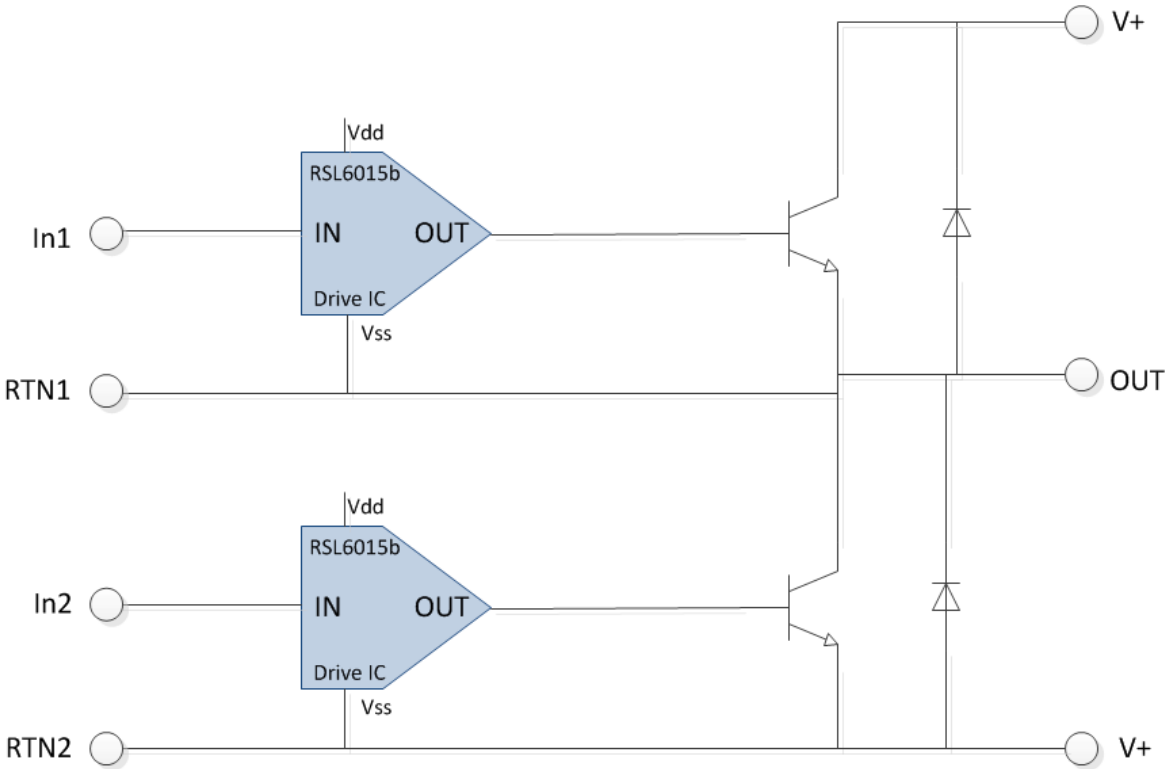 V+
Vdd
RSL6015b
In1
IN
OUT
Drive IC
Vss
RTN1
OUT
Vdd
RSL6015b
In2
IN
OUT
Drive IC
Vss
RTN2
V+